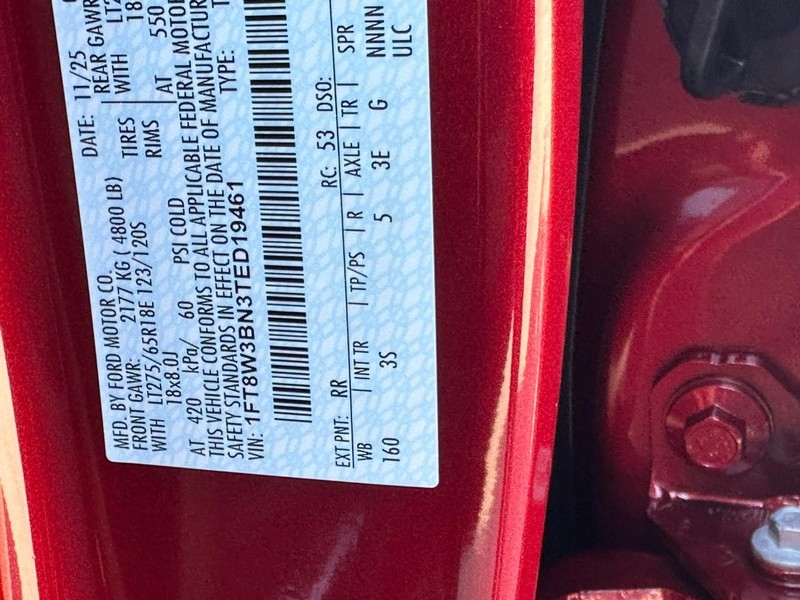 MFD. BY FORD MOTOR CO.
DATE: 11/25
FRONT GAWR: 2177 KG ( 4800 LB)
REAR GAWR
WITH LT275/65R18E 123/120S TIRES
WITH LT2
18x8.0J RIMS
18
AT 420 kPa/ 60 PSI COLD
AT 550
THIS VEHICLE CONFORMS TO ALL APPLICABLE FEDERAL MOTOR
SAFETY STANDARDS IN EFFECT ON THE DATE OF MANUFACTUR
VIN: 1FT8W3BN3TED19461
TYPE: T
EXT PNT: RR RC: 53 DSO:
WB | INT TR | TP/PS | R | AXLE | TR | SPR
160 3S 5 3E G NNNN
ULC